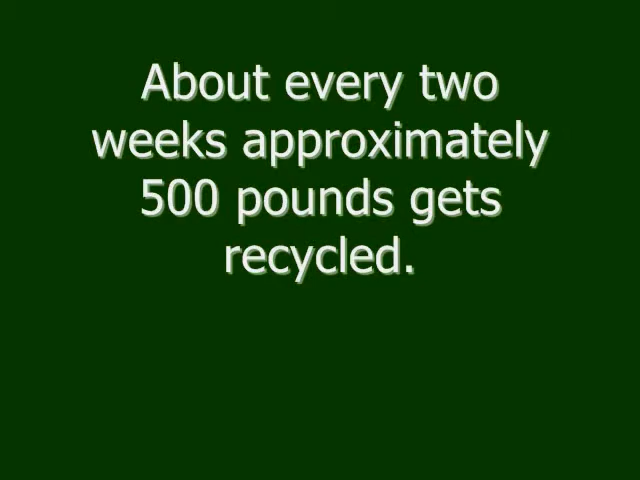 About every two
weeks approximately
500 pounds gets
recycled.